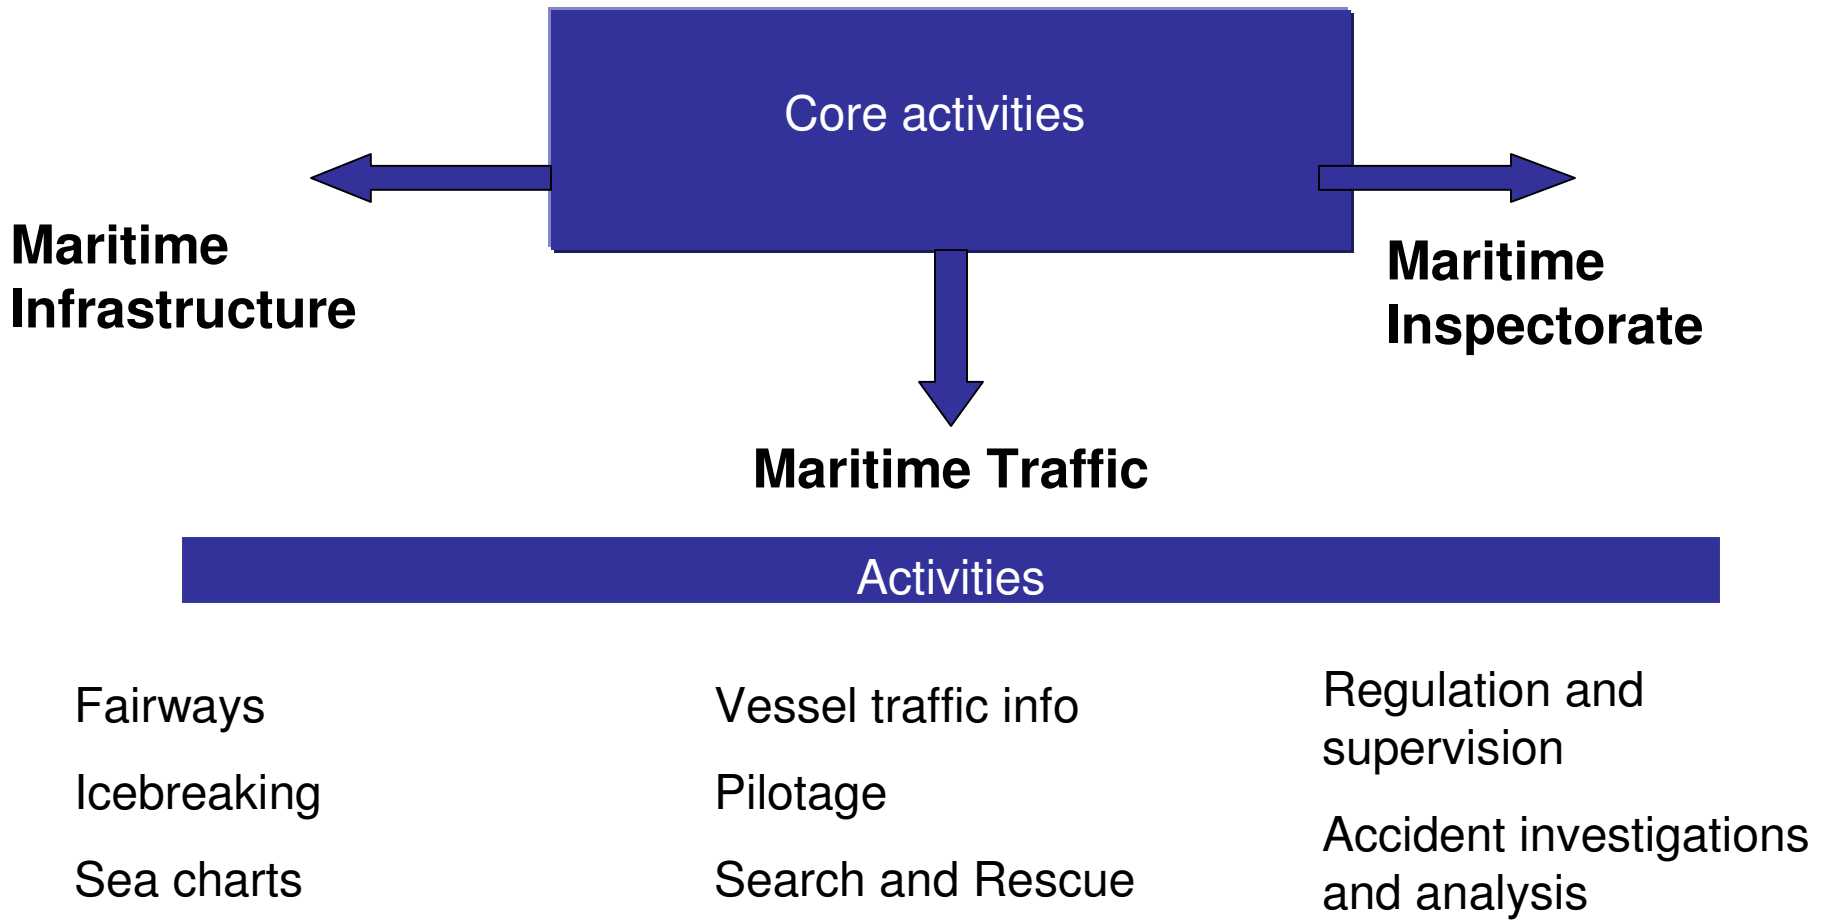 Core activities
Maritime
Infrastructure
Maritime
Inspectorate
Maritime Traffic
Activities
Fairways
Icebreaking
Sea charts
Vessel traffic info
Pilotage
Search and Rescue
Regulation and
supervision
Accident investigations
and analysis